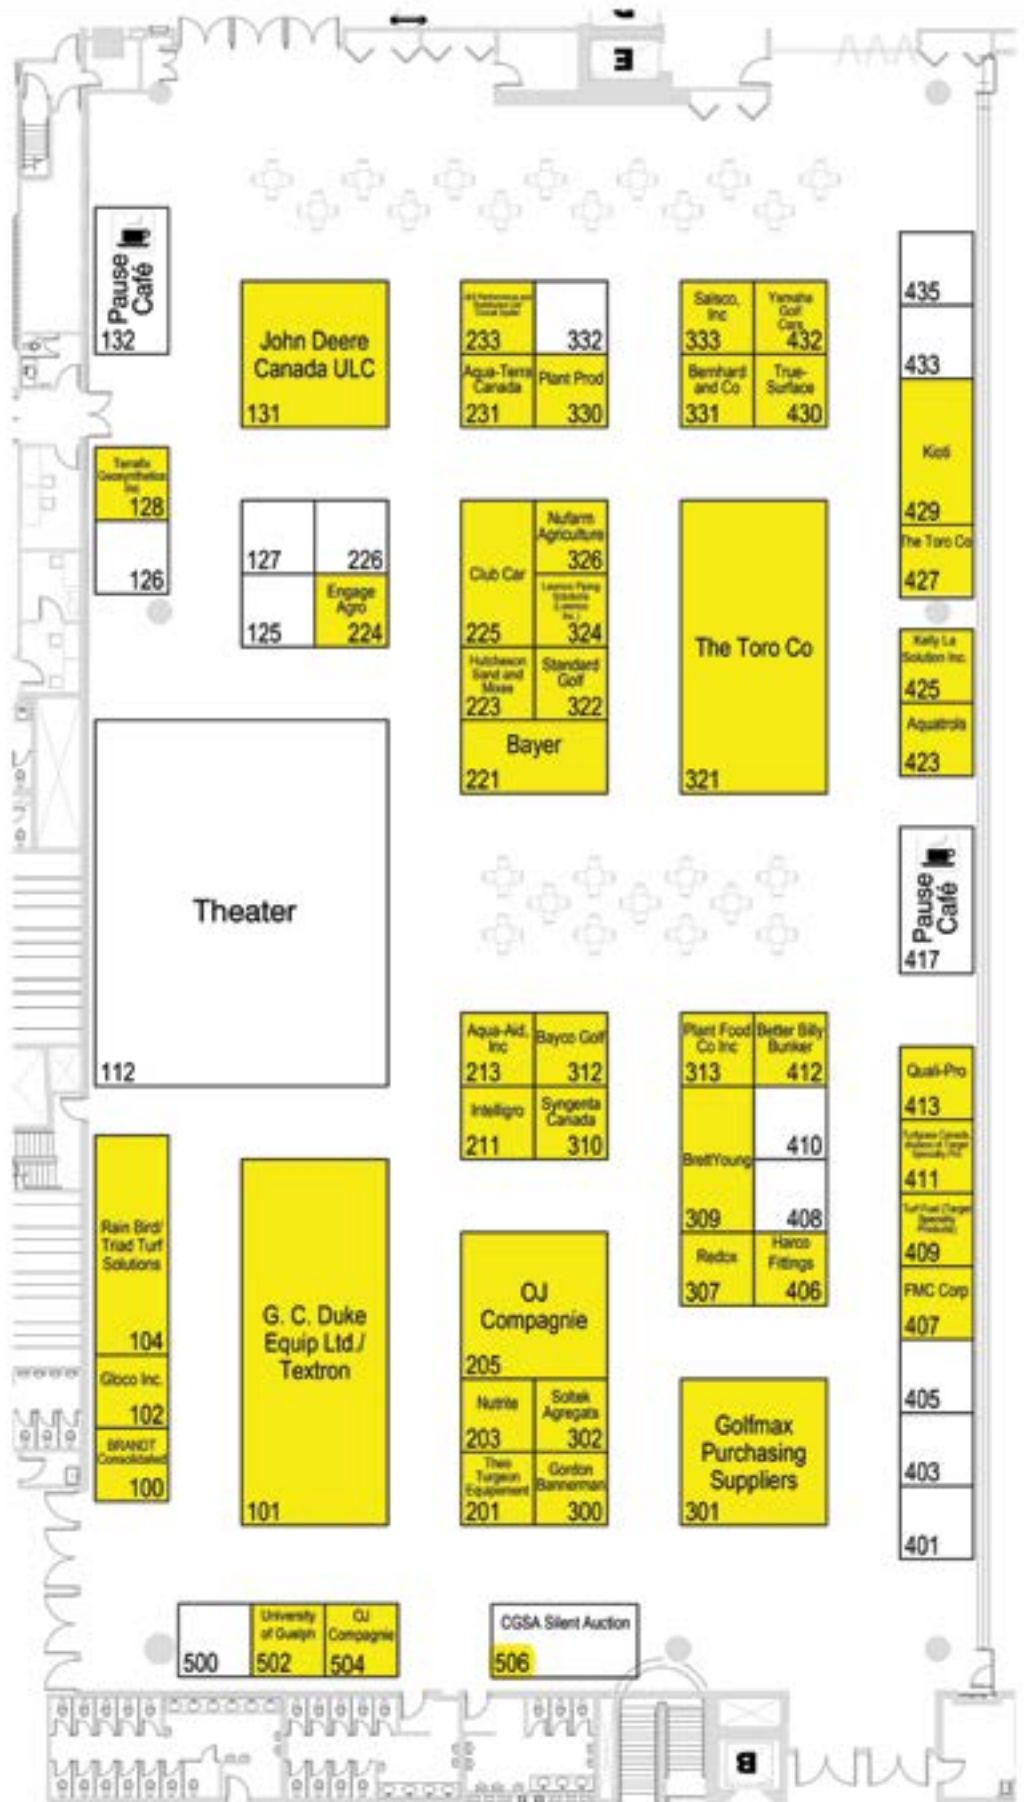 E
Pause
Café
132
John Deere
Canada ULC
131
233
332
Aqua-Terra
Canada
231
Plant Prod
330
Salsco,
Inc
333
Yamaha
Golf
Cars
432
Bernhard
and Co
331
True-
Surface
430
435
433
Kioti
429
The Toro Co
427
Terrafix
Geosynthetics
Inc
128
126
127
226
125
Engage
Agro
224
Club Car
225
Nufarm
Agriculture
326
324
Hutcheson
Sand and
Mixes
223
Standard
Golf
322
Bayer
221
The Toro Co
321
Kelly La
Solution Inc.
425
Aquatrols
423
Theater
112
Pause
Café
417
Aqua-Aid,
Inc
213
Bayco Golf
312
Intelligro
211
Syngenta
Canada
310
Plant Food
Co Inc
313
Better Billy
Bunker
412
BrettYoung
309
410
408
Redox
307
Harco
Fittings
406
Quali-Pro
413
411
Turf Fuel (Target
Specialty
Products)
409
FMC Corp
407
405
403
401
Rain Bird/
Triad Turf
Solutions
104
Gloco Inc.
102
BRANDT
Consolidated
100
G. C. Duke
Equip Ltd./
Textron
101
OJ
Compagnie
205
Nutrite
203
Soltek
Agregats
302
Theo
Turgeon
Equipement
201
Gordon
Bannerman
300
Golfmax
Purchasing
Suppliers
301
500
University
of Guelph
502
OJ
Compagnie
504
CGSA Silent Auction
506
B